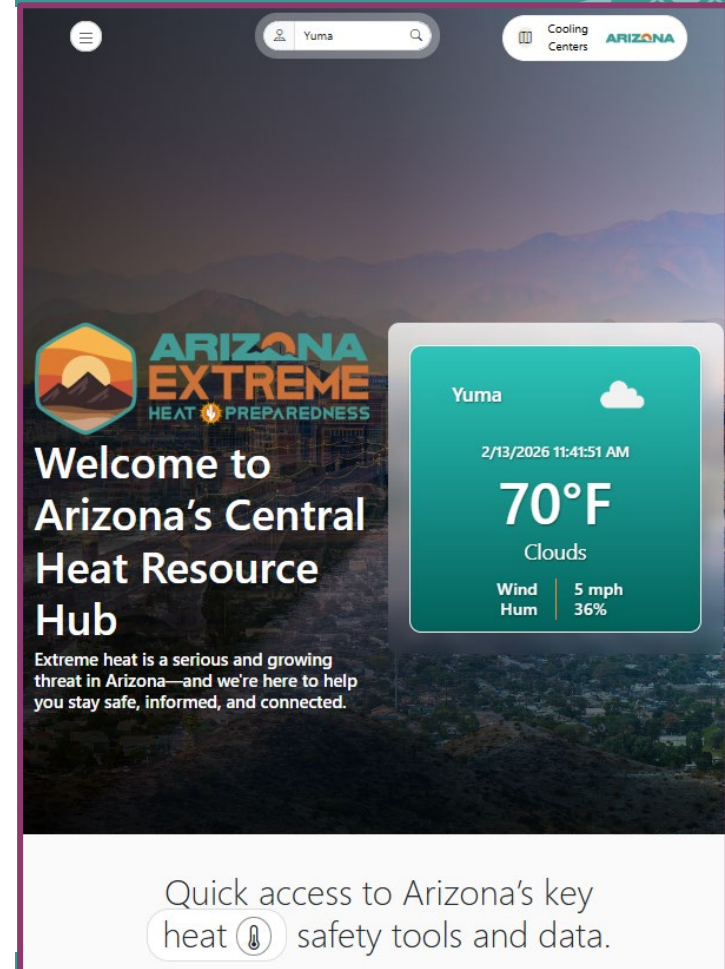 Yuma
Cooling
Centers
ARIZONA
ARIZONA
EXTREME
HEAT PREPAREDNESS
Welcome to
Arizona’s Central
Heat Resource
Hub
Extreme heat is a serious and growing
threat in Arizona—and we're here to help
you stay safe, informed, and connected.
Yuma
2/13/2026 11:41:51 AM
70°F
Clouds
Wind 5 mph
Hum 36%
Quick access to Arizona’s key
heat safety tools and data.